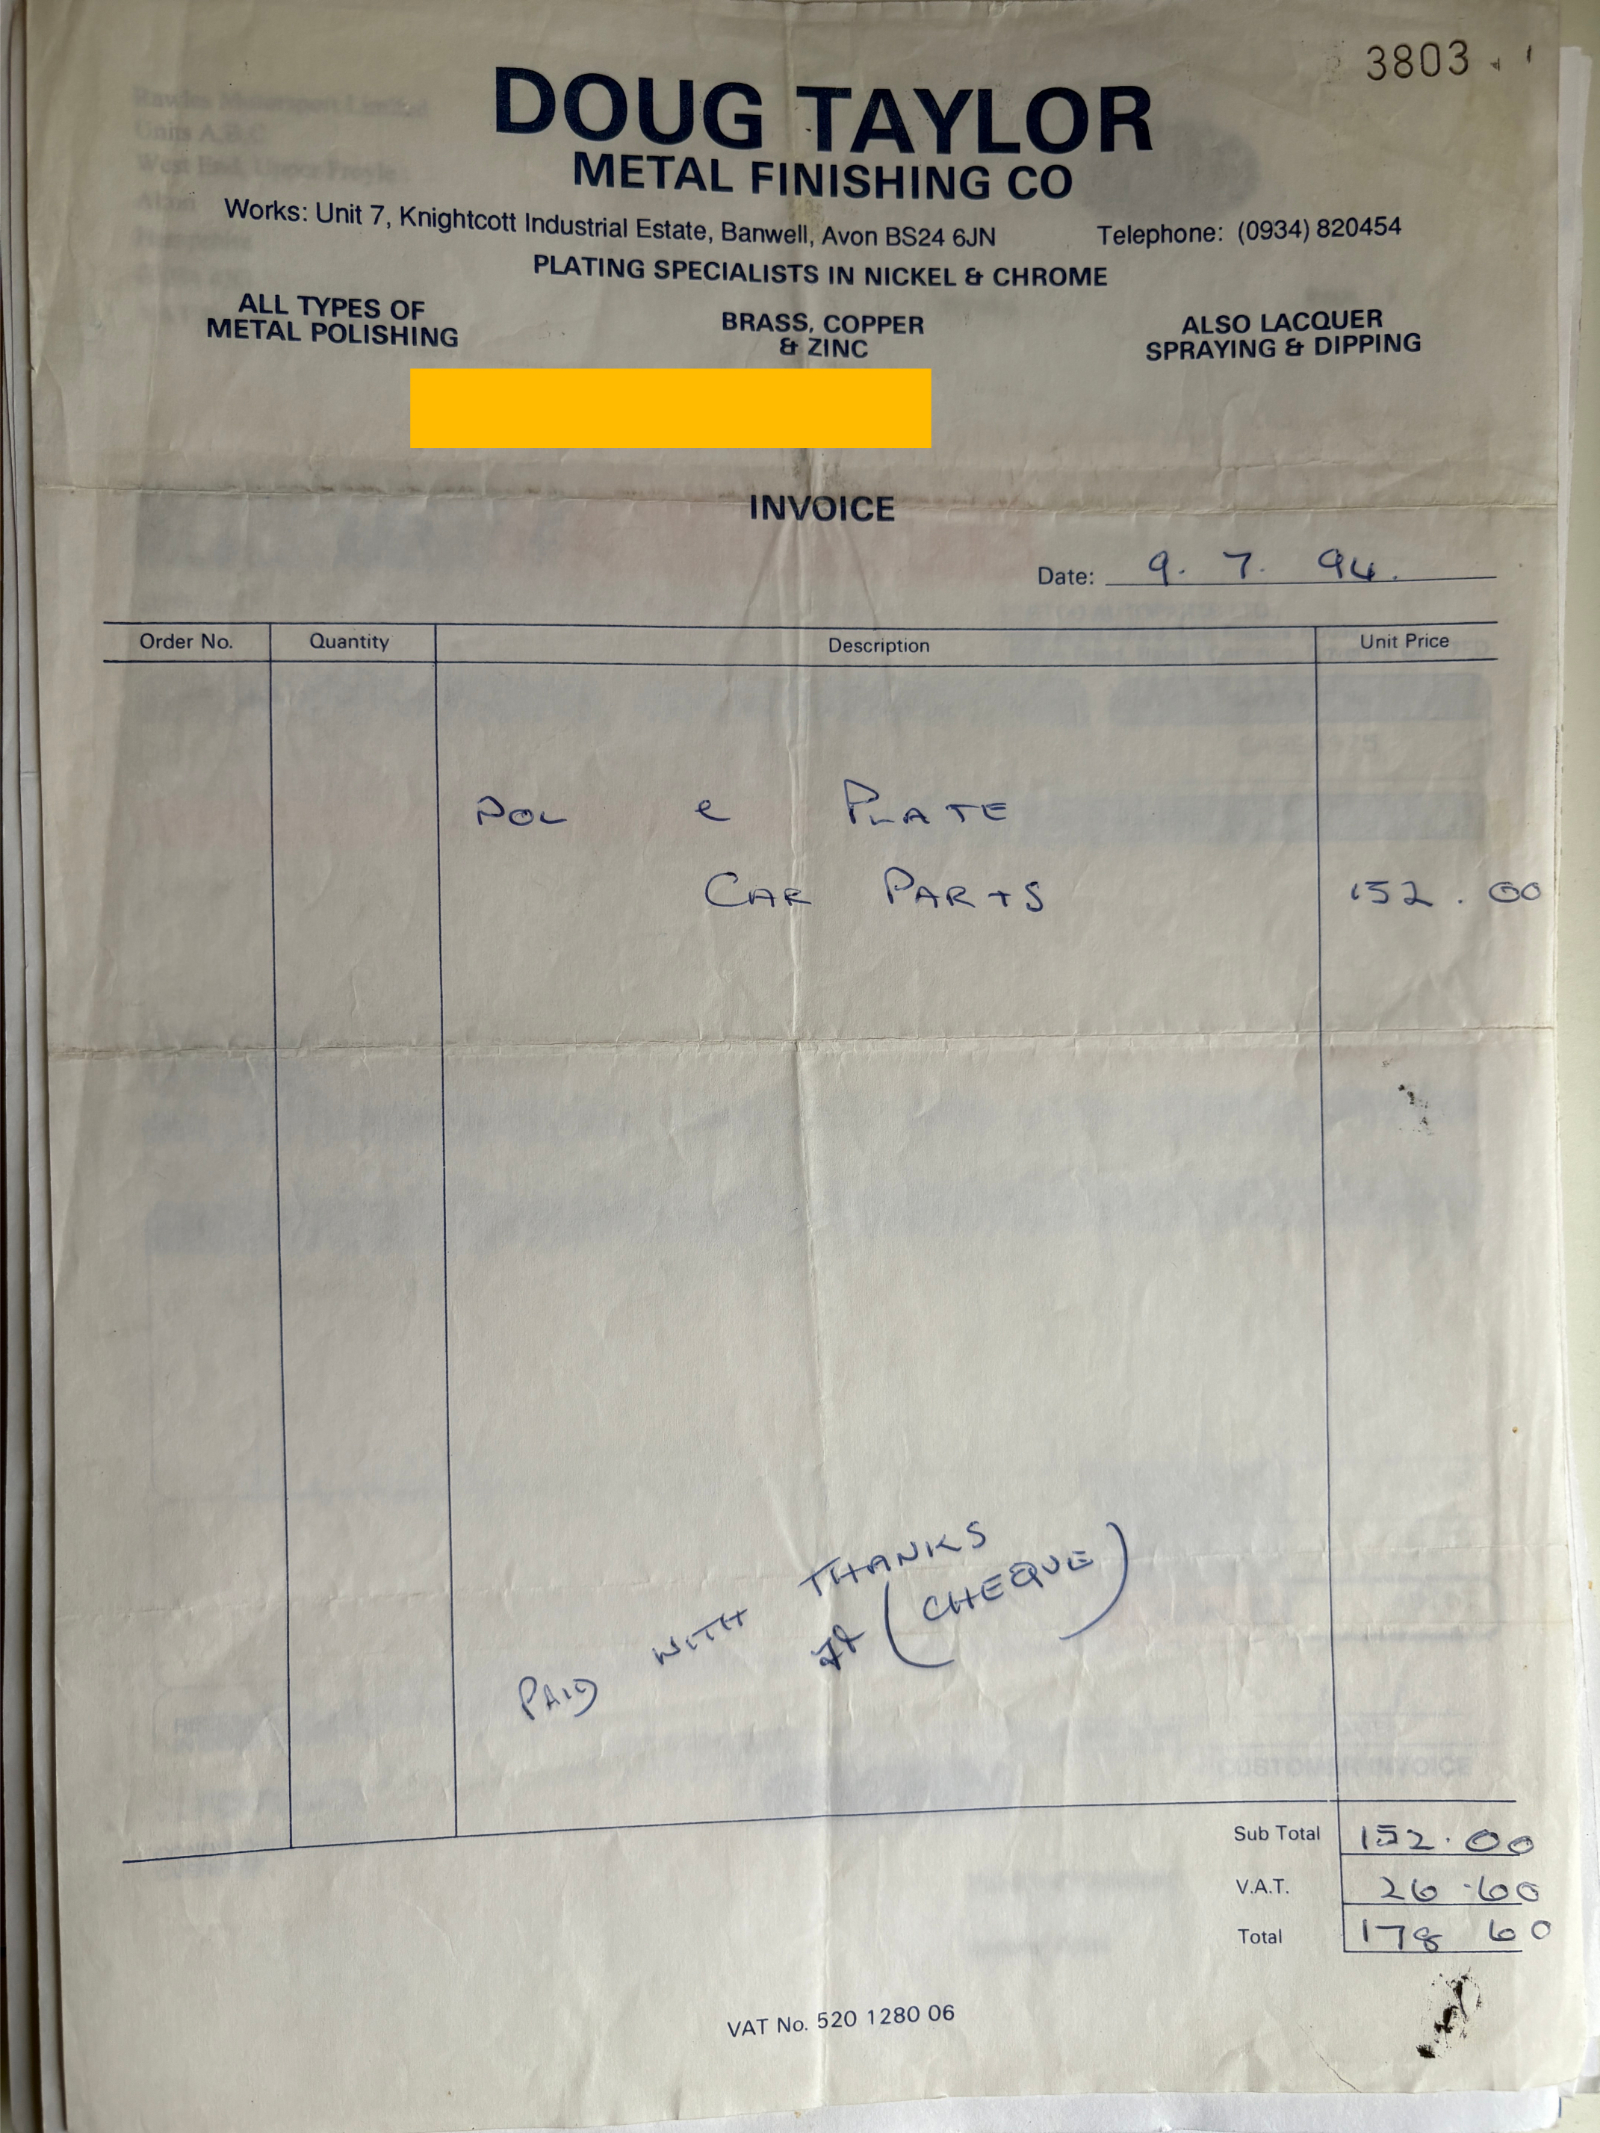 3803
DOUG TAYLOR
METAL FINISHING CO
Works: Unit 7, Knightcott Industrial Estate, Banwell, Avon BS24 6JN Telephone: (0934) 820454
PLATING SPECIALISTS IN NICKEL & CHROME
ALL TYPES OF
METAL POLISHING
BRASS, COPPER
& ZINC
ALSO LACQUER
SPRAYING & DIPPING
INVOICE
Date: 9. 7. 94.
Order No. Quantity Description Unit Price
POL & PLATE
CAR PARTS 152.00
PAID WITH THANKS
(CHEQUE)
Sub Total 152.00
V.A.T. 26.60
Total 178 60
VAT No. 520 1280 06